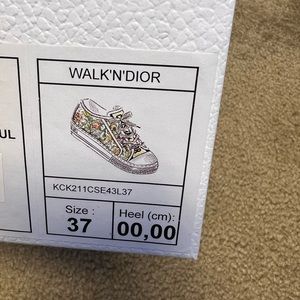 WALK'N'DIOR
UL
KCK211CSE43L37
Size :
37
Heel (cm):
00,00